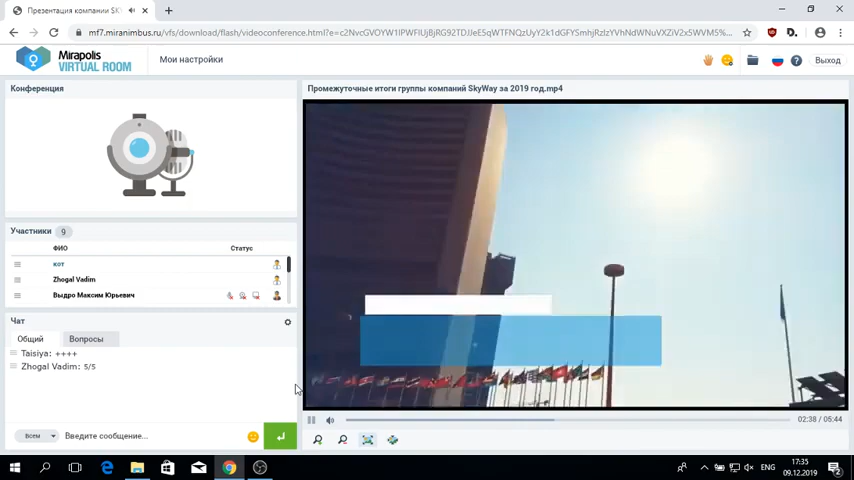 Презентация компании SK
mf7.miranimbus.ru/vfs/download/flash/videoconference.html?e=
Mirapolis
VIRTUAL ROOM
Мои настройки
Выход
Конференция
Промежуточные итоги группы компаний SkyWay за 2019 год.mp4
Участники 9
ФИО Статус
кот
Zhogal Vadim
Выдро Максим Юрьевич
Чат
Общий Вопросы
Taisiya: ++++
Zhogal Vadim: 5/5
Всем Введите сообщение...
02:38 / 05:44
ENG
17:35
09.12.2019
2